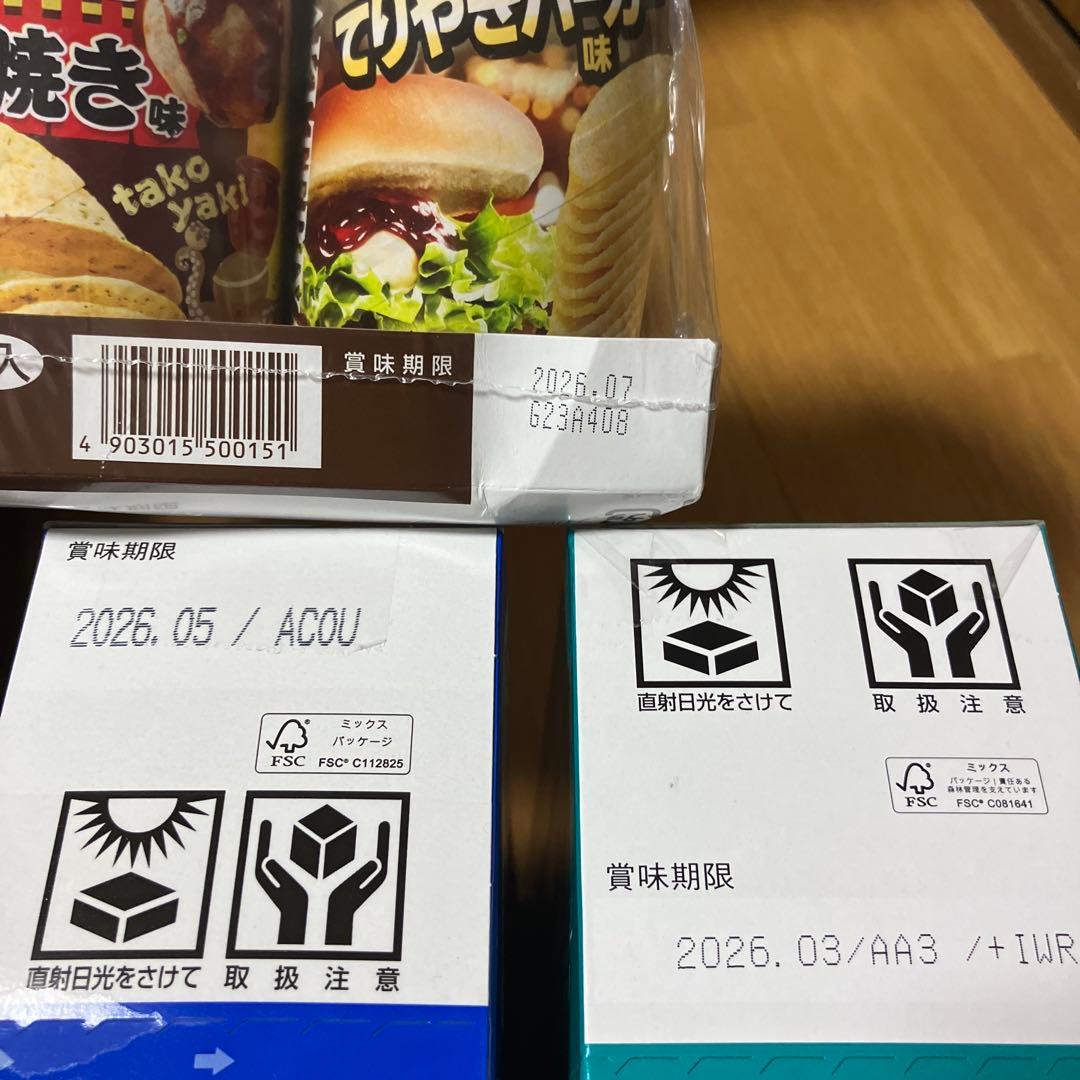 焼き味
てりやきバーガー
味
tako
yaki
入
賞味期限
2026.07
G23A408
4 903015 500151
賞味期限
2026.05 / ACOU
ミックス
パッケージ
FSC
FSC® C112825
直射日光をさけて
取扱注意
直射日光をさけて
取扱注意
ミックス
パッケージ|責任ある
森林管理を支えています
FSC
FSC® C081641
賞味期限
2026.03/AA3 /+IWR